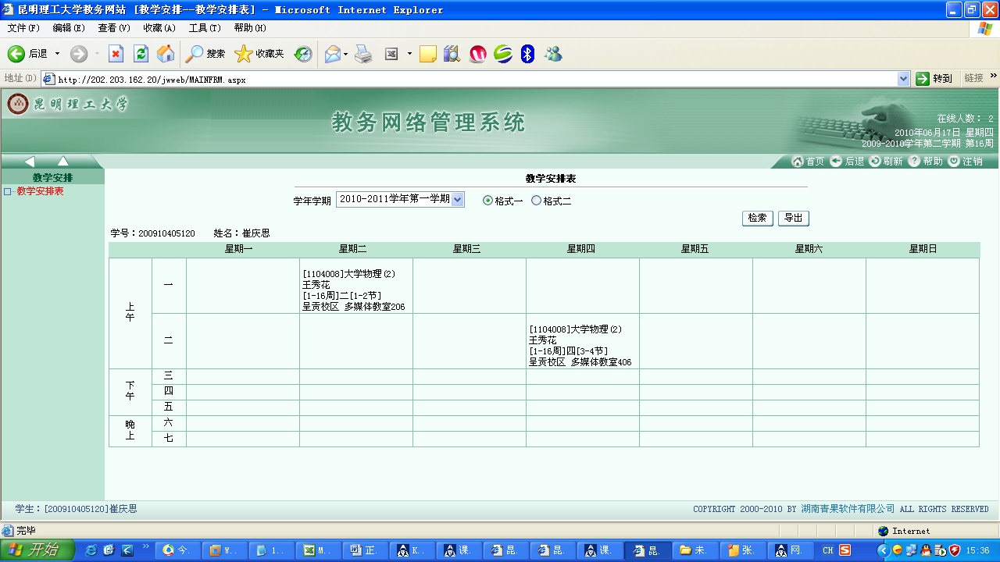 昆明理工大学教务网站 [教学安排--教学安排表] - Microsoft Internet Explorer
文件(F) 编辑(E) 查看(V) 收藏(A) 工具(T) 帮助(H)
后退 搜索 收藏夹
地址(D) http://202.203.162.20/jwweb/MAINFRM.aspx 转到 链接 »
昆明理工大学
教务网络管理系统
在线人数： 2
2010年06月17日 星期四
2009-2010学年第二学期 第16周
首页 后退 刷新 帮助 注销
教学安排
教学安排表
教学安排表
学年学期 2010-2011学年第一学期 格式一 格式二
检索 导出
学号：200910405120 姓名：崔庆思
星期一 星期二 星期三 星期四 星期五 星期六 星期日
上午
一
[1104008]大学物理(2)
王秀花
[1-16周]二[1-2节]
呈贡校区 多媒体教室206
二
[1104008]大学物理(2)
王秀花
[1-16周]四[3-4节]
呈贡校区 多媒体教室406
下午
三
四
五
晚上
六
七
学生：[200910405120]崔庆思
COPYRIGHT 2000-2010 BY 湖南青果软件有限公司 ALL RIGHTS RESERVED
完毕 Internet
开始 » 今. W.. 1.. M. 正 K.. 课 昆. 昆. 课 昆. 未. 张. 网. CH 15:36